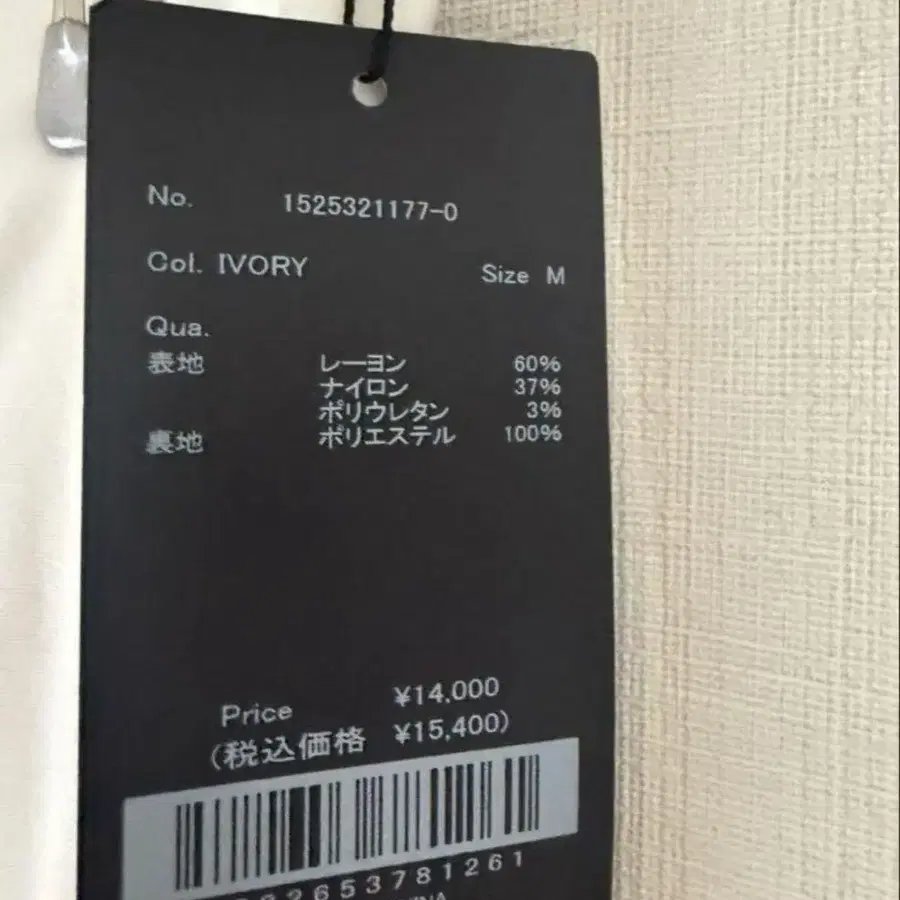 No. 1525321177-0
Col. IVORY Size M
Qua.
表地 レーヨン 60%
ナイロン 37%
ポリウレタン 3%
裏地 ポリエステル 100%
Price ¥14,000
(税込価格 ¥15,400)
2653781261